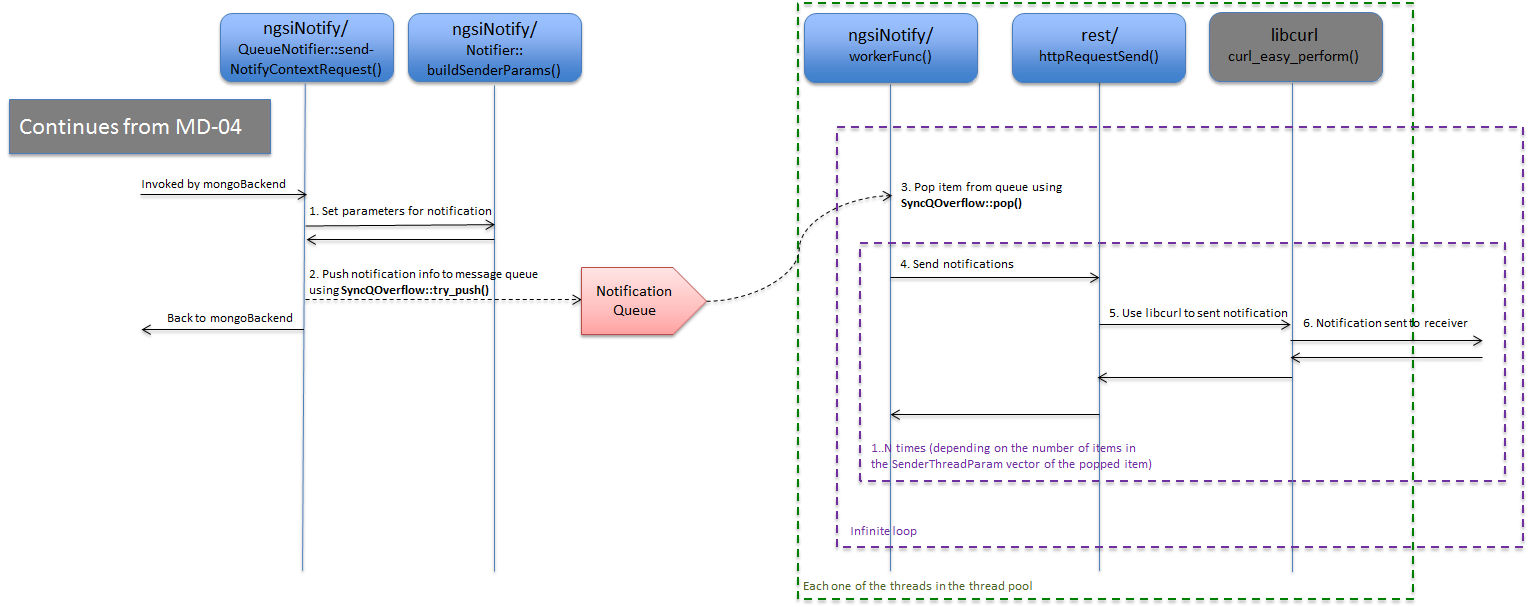 ngsiNotify/
QueueNotifier::send-
NotifyContextRequest()
ngsiNotify/
Notifier::
buildSenderParams()
ngsiNotify/
workerFunc()
rest/
httpRequestSend()
libcurl
curl_easy_perform()
Continues from MD-04
Invoked by mongoBackend
1. Set parameters for notification
2. Push notification info to message queue
using SyncQOverflow::try_push()
Back to mongoBackend
Notification
Queue
3. Pop item from queue using
SyncQOverflow::pop()
4. Send notifications
5. Use libcurl to sent notification
6. Notification sent to receiver
1..N times (depending on the number of items in
the SenderThreadParam vector of the popped item)
Infinite loop
Each one of the threads in the thread pool